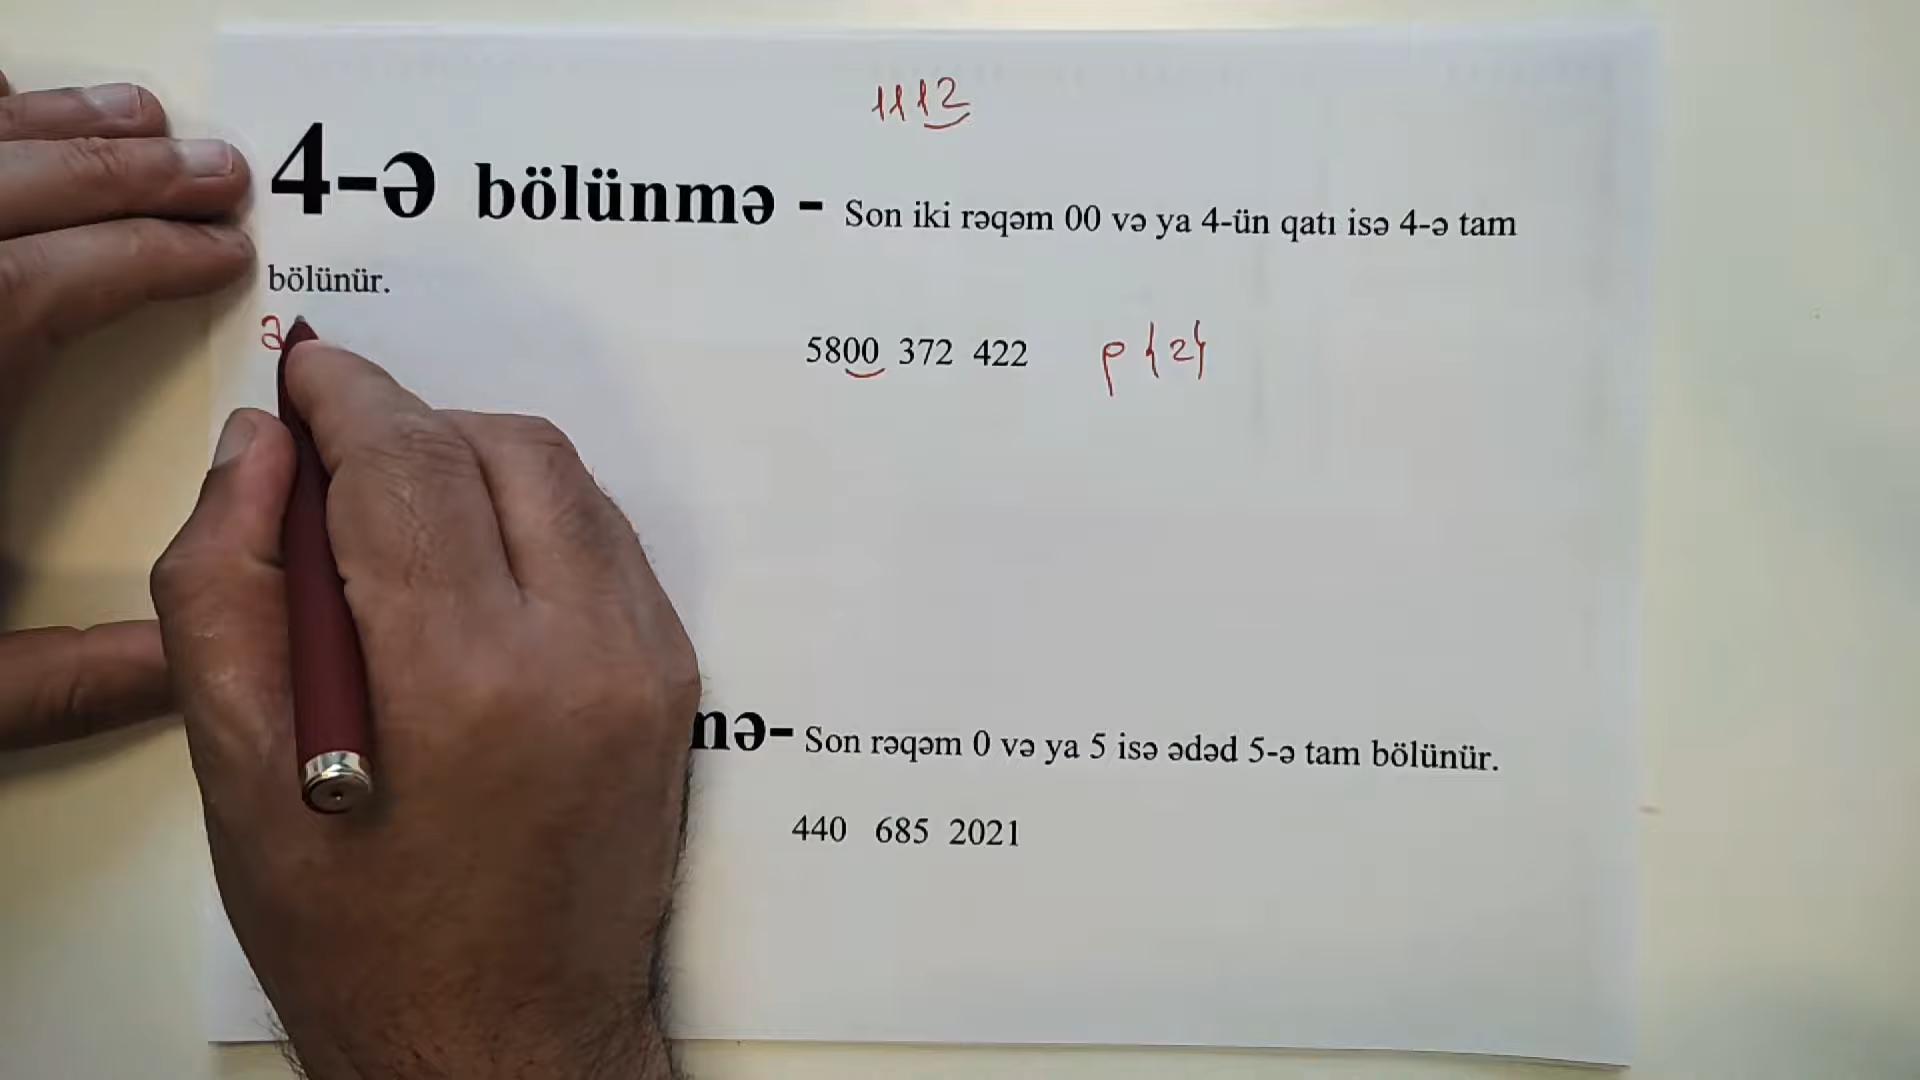 1112
4-ə bölünmə - Son iki rəqəm 00 və ya 4-ün qatı isə 4-ə tam
bölünür.
5800 372 422 p{2}
Son rəqəm 0 və ya 5 isə ədəd 5-ə tam bölünür.
440 685 2021